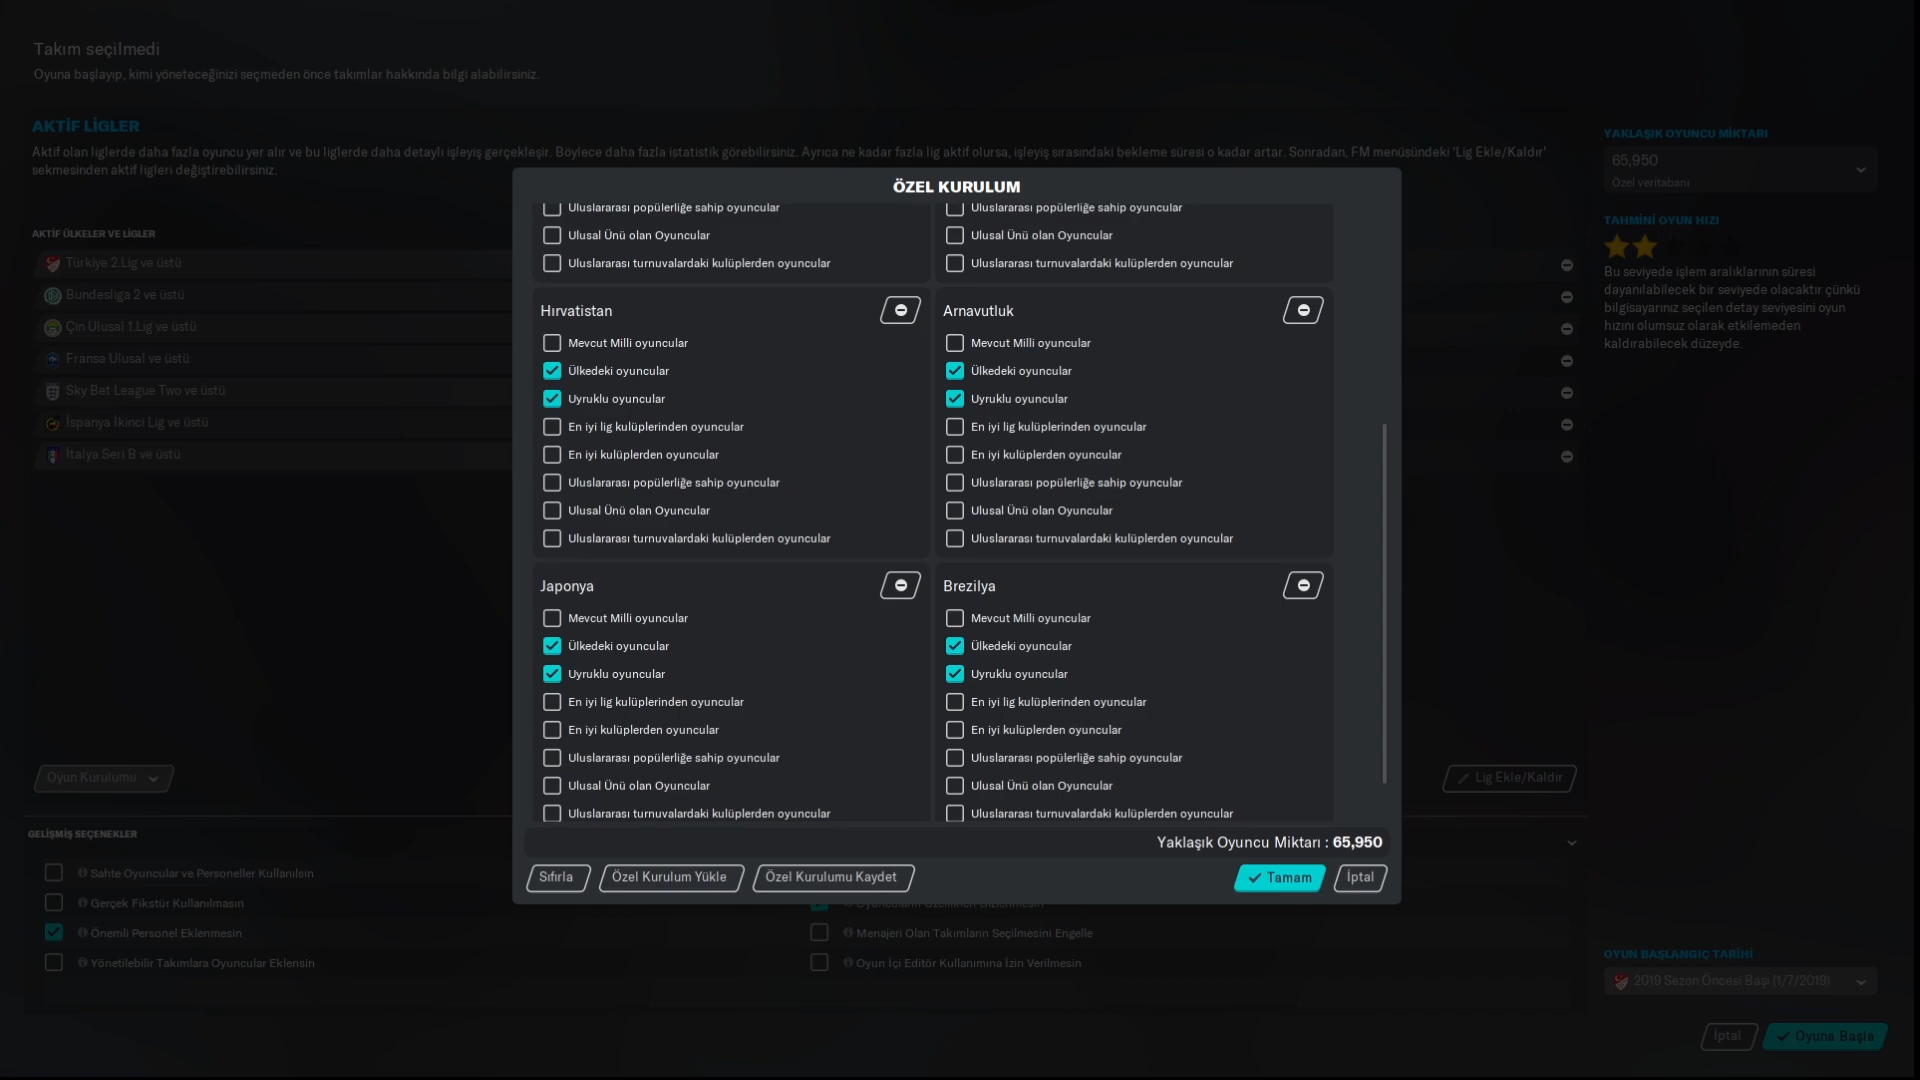 Takım seçilmedi
Oyuna başlayıp, kimi yöneteceğinizi seçmeden önce takımlar hakkında bilgi alabilirsiniz.
AKTİF LİGLER
Aktif olan liglerde daha fazla oyuncu yer alır ve bu liglerde daha detaylı işleyiş gerçekleşir. Böylece daha fazla istatistik görebilirsiniz. Ayrıca ne kadar fazla lig aktif olursa, işleyiş sırasındaki bekleme süresi o kadar artar. Sonradan, FM menüsündeki 'Lig Ekle/Kaldır'
sekmesinden aktif ligleri değiştirebilirsiniz.
AKTİF ÜLKELER VE LİGLER
Türkiye 2.Lig ve üstü
Bundesliga 2 ve üstü
Çin Ulusal 1.Lig ve üstü
Fransa Ulusal ve üstü
Sky Bet League Two ve üstü
İspanya İkinci Lig ve üstü
İtalya Seri B ve üstü
YAKLAŞIK OYUNCU MİKTARI
65,950
Özel veritabanı
TAHMİNİ OYUN HIZI
Bu seviyede işlem aralıklarının süresi
dayanılabilecek bir seviyede olacaktır çünkü
bilgisayarınız seçilen detay seviyesini oyun
hızını olumsuz olarak etkilemeden
kaldırabilecek düzeyde.
ÖZEL KURULUM
Uluslararası popülerliğe sahip oyuncular
Ulusal Ünü olan Oyuncular
Uluslararası turnuvalardaki kulüplerden oyuncular
Uluslararası popülerliğe sahip oyuncular
Ulusal Ünü olan Oyuncular
Uluslararası turnuvalardaki kulüplerden oyuncular
Hırvatistan
Mevcut Milli oyuncular
Ülkedeki oyuncular
Uyruklu oyuncular
En iyi lig kulüplerinden oyuncular
En iyi kulüplerden oyuncular
Uluslararası popülerliğe sahip oyuncular
Ulusal Ünü olan Oyuncular
Uluslararası turnuvalardaki kulüplerden oyuncular
Arnavutluk
Mevcut Milli oyuncular
Ülkedeki oyuncular
Uyruklu oyuncular
En iyi lig kulüplerinden oyuncular
En iyi kulüplerden oyuncular
Uluslararası popülerliğe sahip oyuncular
Ulusal Ünü olan Oyuncular
Uluslararası turnuvalardaki kulüplerden oyuncular
Japonya
Mevcut Milli oyuncular
Ülkedeki oyuncular
Uyruklu oyuncular
En iyi lig kulüplerinden oyuncular
En iyi kulüplerden oyuncular
Uluslararası popülerliğe sahip oyuncular
Ulusal Ünü olan Oyuncular
Uluslararası turnuvalardaki kulüplerden oyuncular
Brezilya
Mevcut Milli oyuncular
Ülkedeki oyuncular
Uyruklu oyuncular
En iyi lig kulüplerinden oyuncular
En iyi kulüplerden oyuncular
Uluslararası popülerliğe sahip oyuncular
Ulusal Ünü olan Oyuncular
Uluslararası turnuvalardaki kulüplerden oyuncular
Yaklaşık Oyuncu Miktarı : 65,950
Sıfırla
Özel Kurulum Yükle
Özel Kurulumu Kaydet
Tamam
İptal
Oyun Kurulumu
Lig Ekle/Kaldır
GELİŞMİŞ SEÇENEKLER
Sahte Oyuncular ve Personeller Kullanılsın
Gerçek Fikstür Kullanılmasın
Önemli Personel Eklenmesin
Yönetilebilir Takımlara Oyuncular Eklensin
Oyuncuların Özellikleri Gizlenmesin
Menajeri Olan Takımların Seçilmesini Engelle
Oyun İçi Editör Kullanımına İzin Verilmesin
OYUN BAŞLANGIÇ TARİHİ
2019 Sezon Öncesi Başı (1/7/2019)
İptal
Oyuna Başla